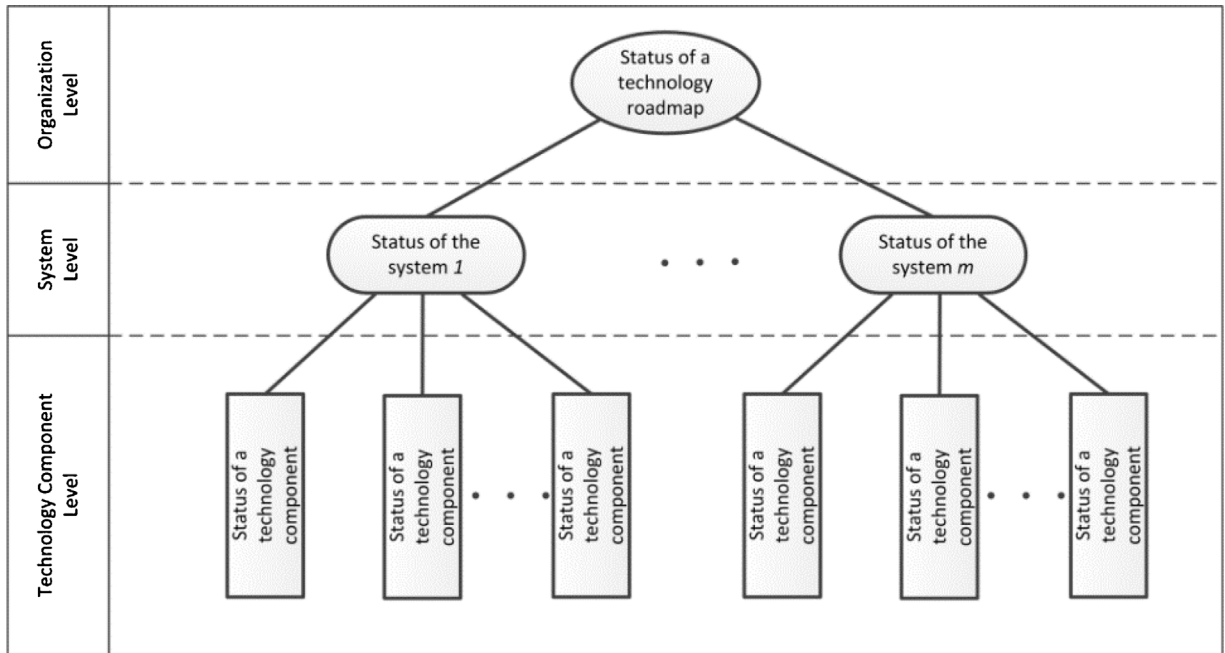 Organization
Level
Status of a
technology
roadmap
System
Level
Status of the
system 1
. . .
Status of the
system m
Technology Component
Level
Status of a
technology
component
Status of a
technology
component
. . .
Status of a
technology
component
Status of a
technology
component
Status of a
technology
component
. . .
Status of a
technology
component